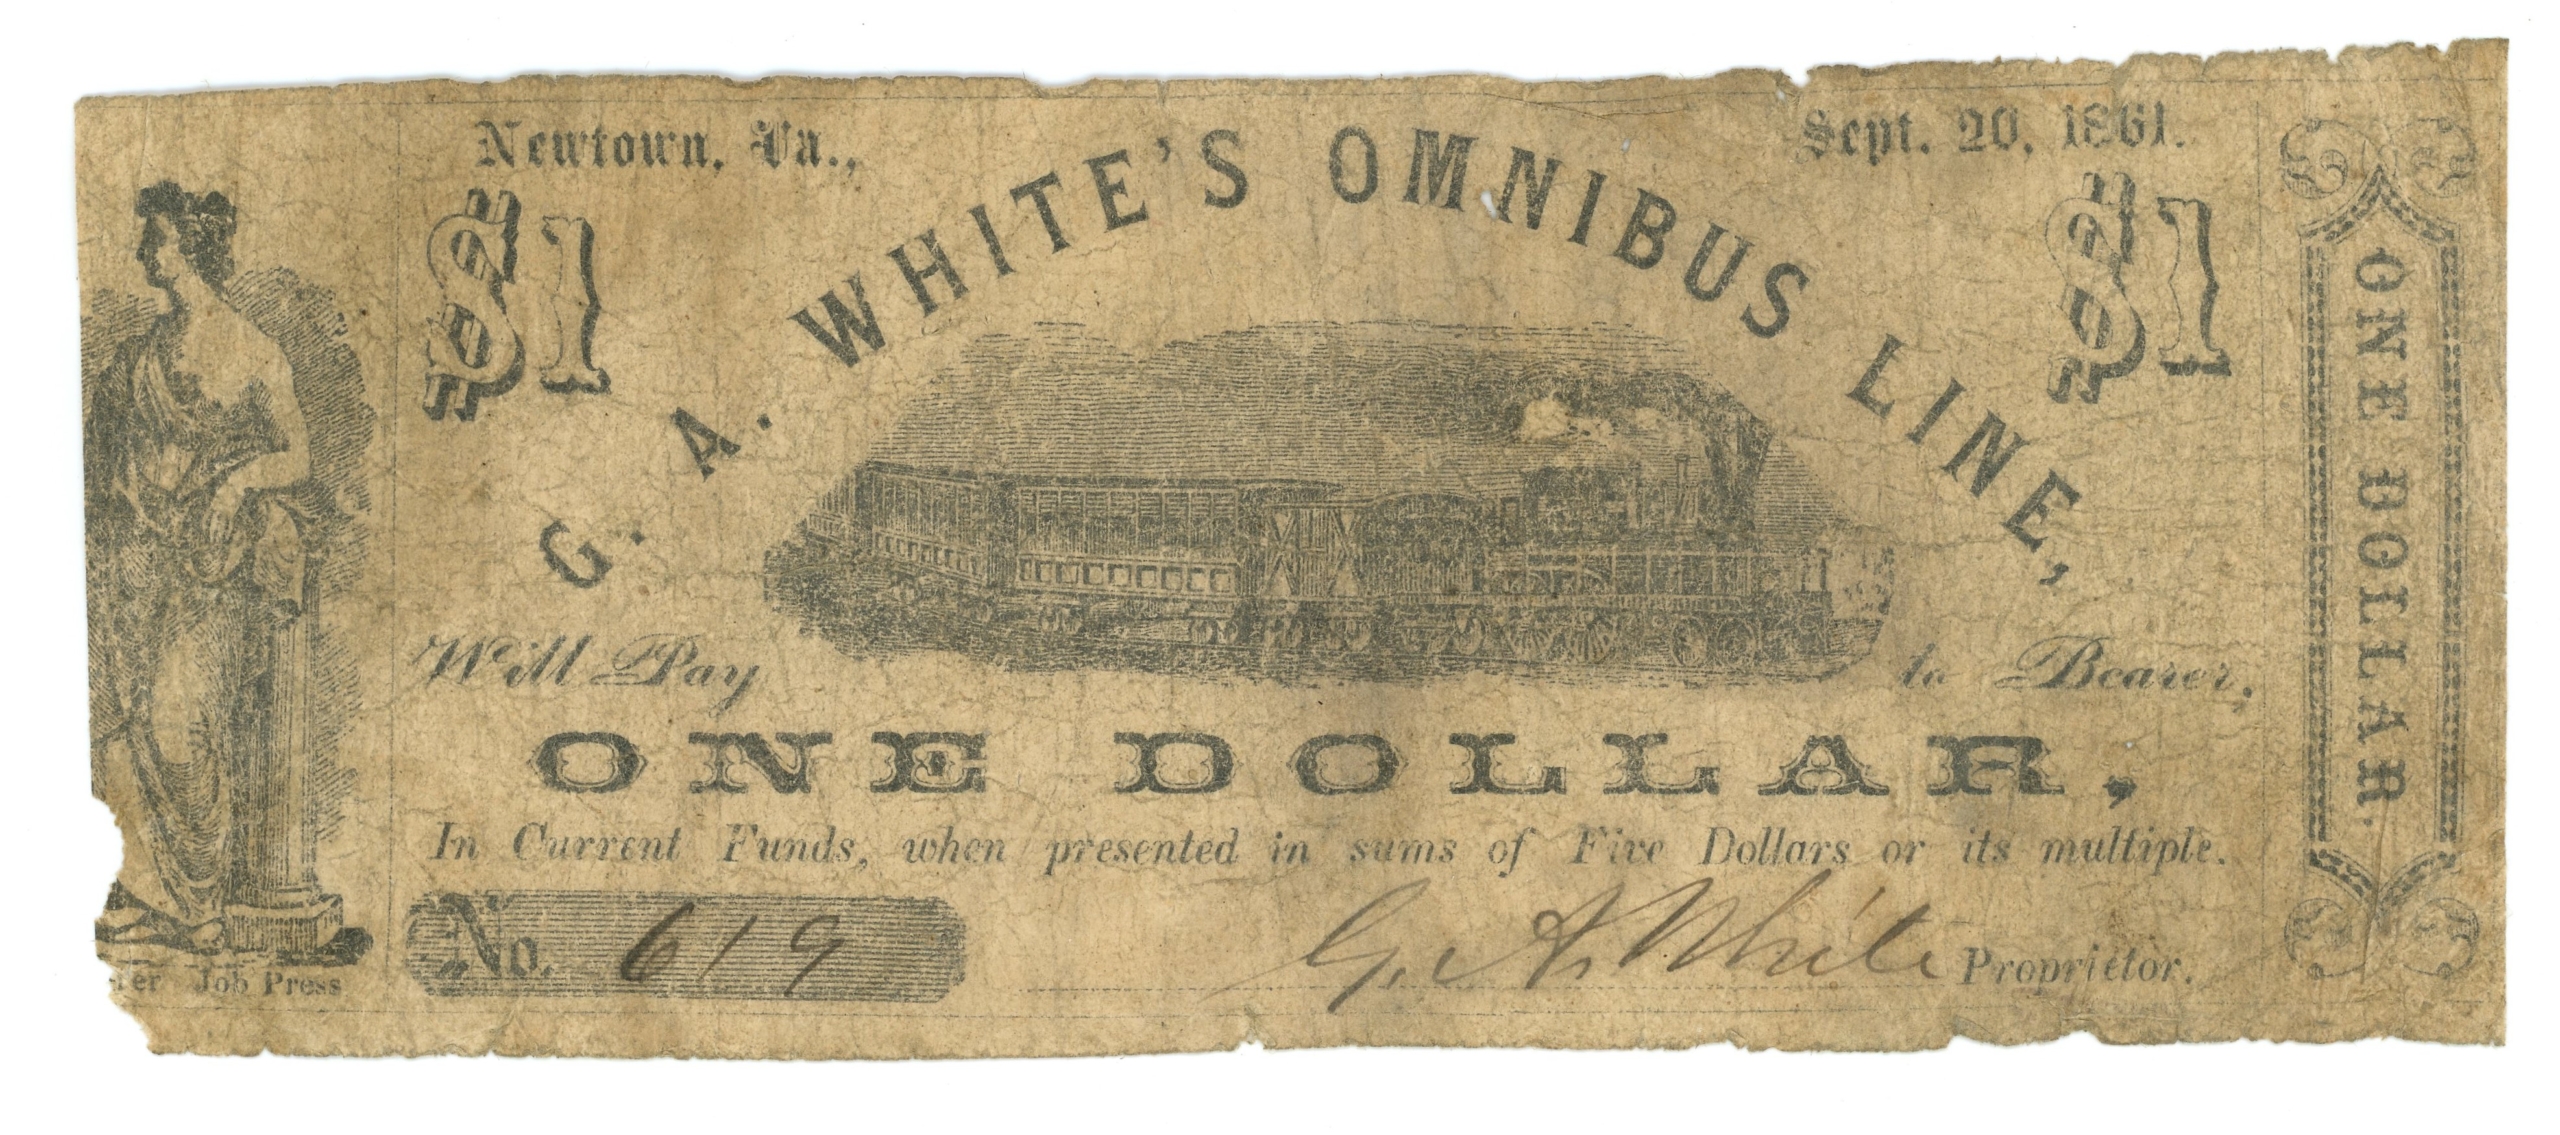 Newtown, Va.,
Sept. 20, 1861.
$1
$1
G. A. WHITE'S OMNIBUS LINE,
Will Pay
to Bearer,
ONE DOLLAR,
In Current Funds, when presented in sums of Five Dollars or its multiple.
No. 619
G. A. White Proprietor.
Job Press
ONE DOLLAR.